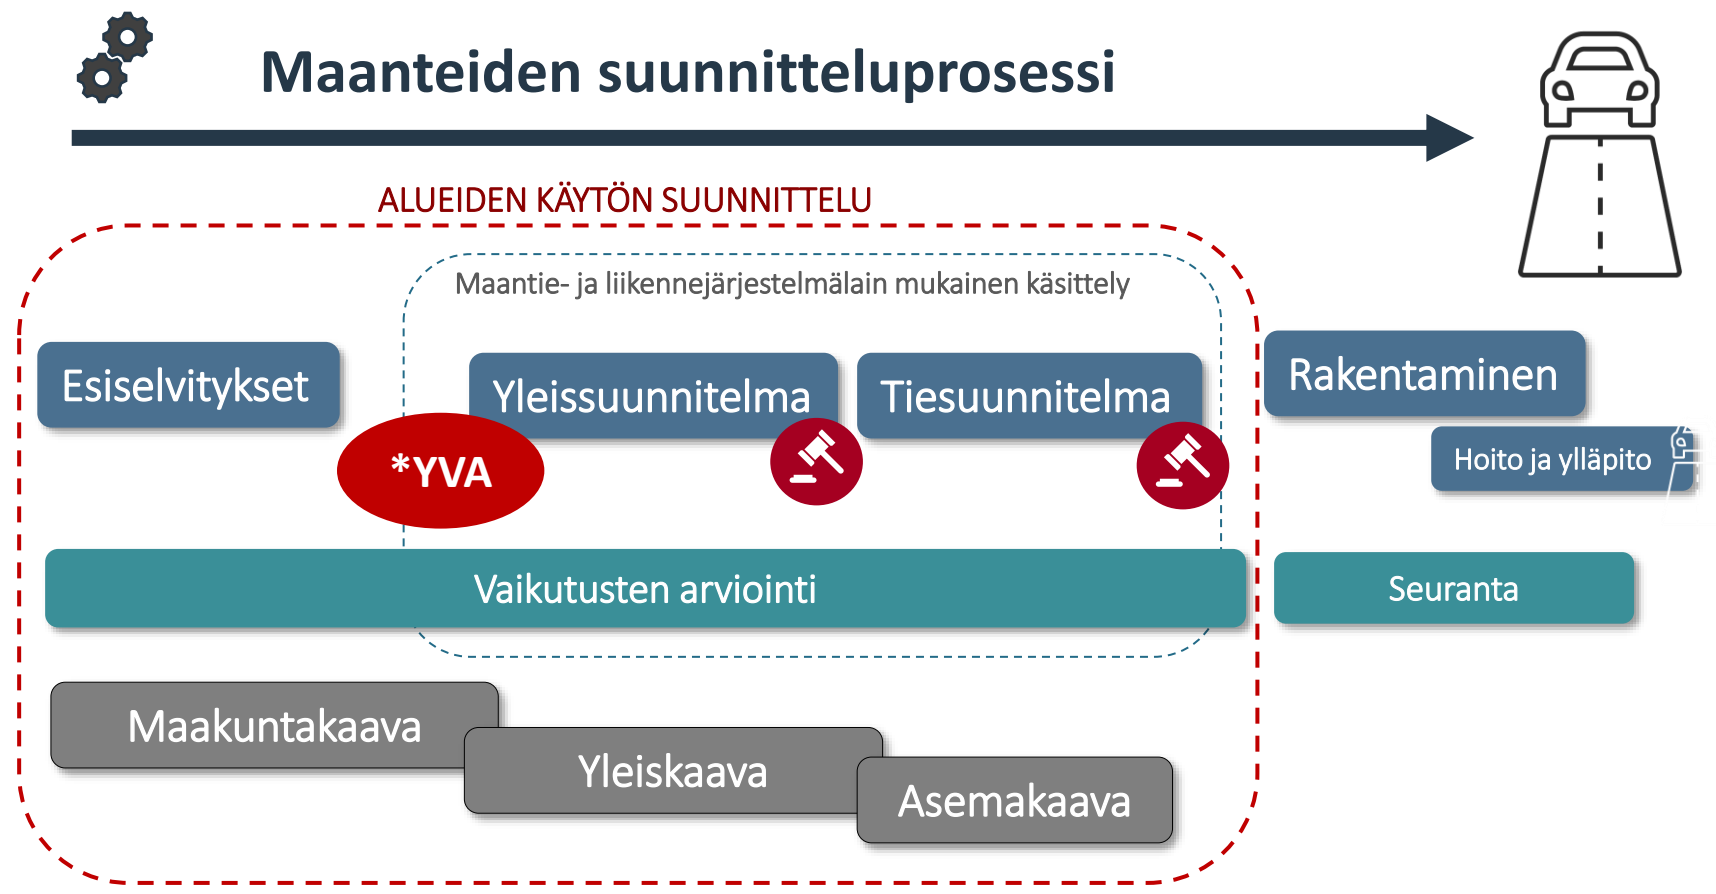 Maanteiden suunnitteluprosessi
ALUEIDEN KÄYTÖN SUUNNITTELU
Maantie- ja liikennejärjestelmälain mukainen käsittely
Esiselvitykset
Yleissuunnitelma
Tiesuunnitelma
Rakentaminen
*YVA
Hoito ja ylläpito
Vaikutusten arviointi
Seuranta
Maakuntakaava
Yleiskaava
Asemakaava